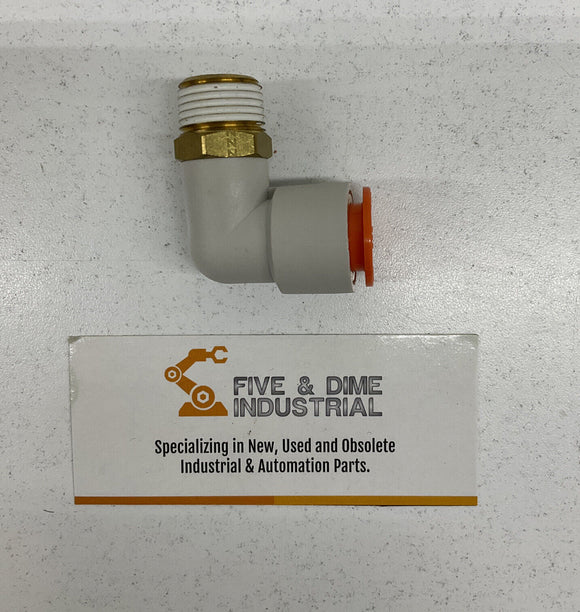 FIVE & DIME
INDUSTRIAL
Specializing in New, Used and Obsolete
Industrial & Automation Parts.